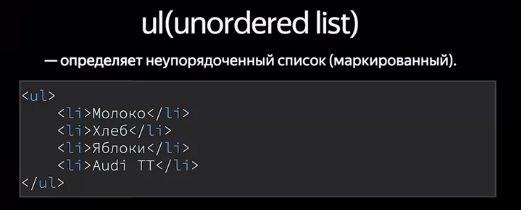 ul(unordered list)
— определяет неупорядоченный список (маркированный).
<ul>
    <li>Молоко</li>
    <li>Хлеб</li>
    <li>Яблоки</li>
    <li>Audi TT</li>
</ul>